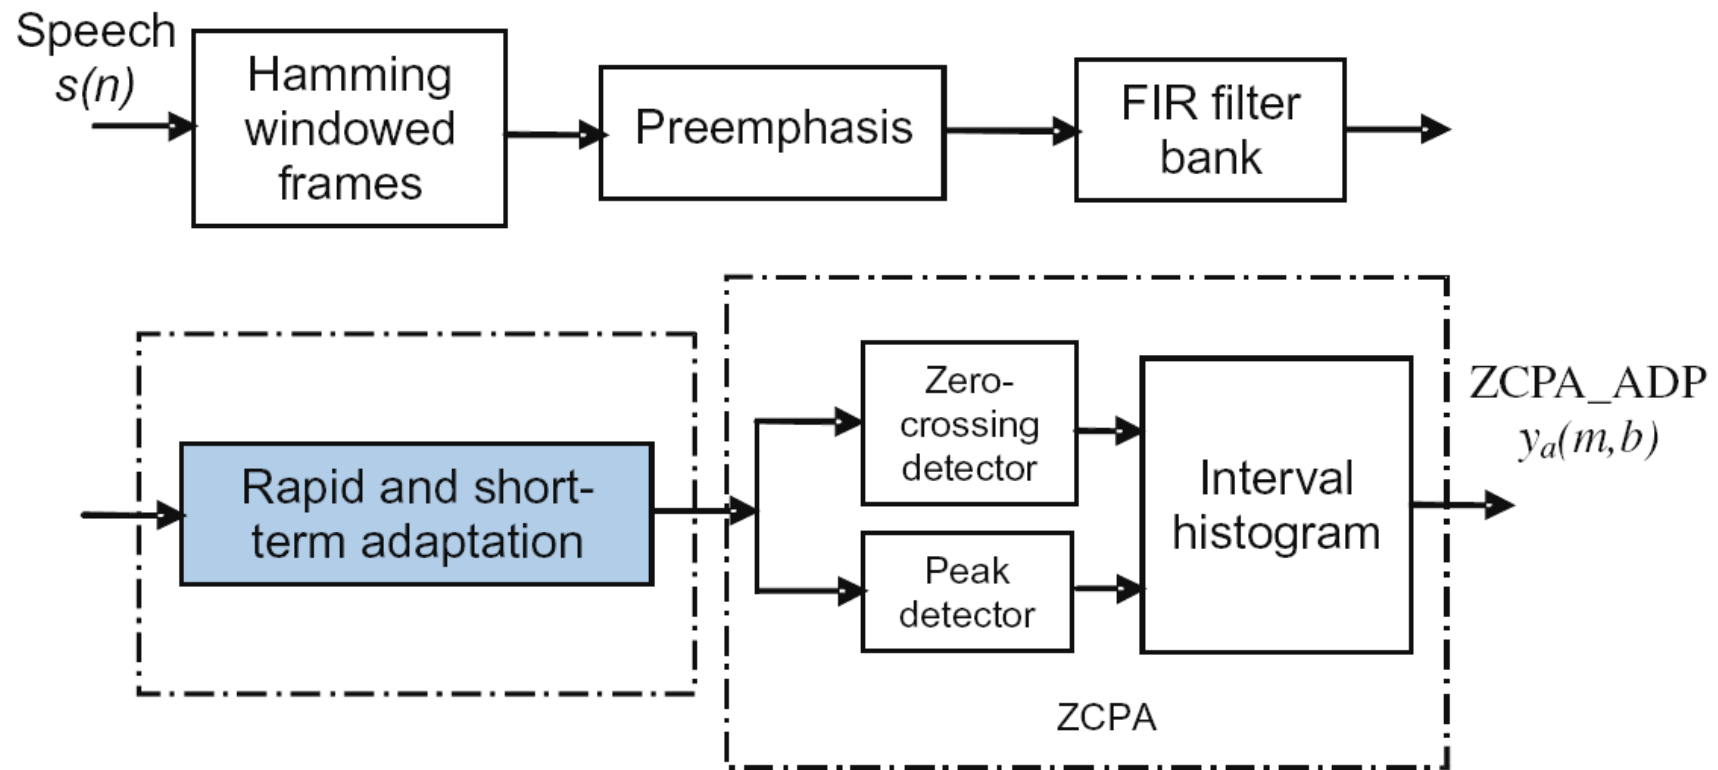 Speech
s(n)
Hamming
windowed
frames
Preemphasis
FIR filter
bank
Rapid and short-
term adaptation
Zero-
crossing
detector
Peak
detector
Interval
histogram
ZCPA
ZCPA_ADP
yₐ(m,b)